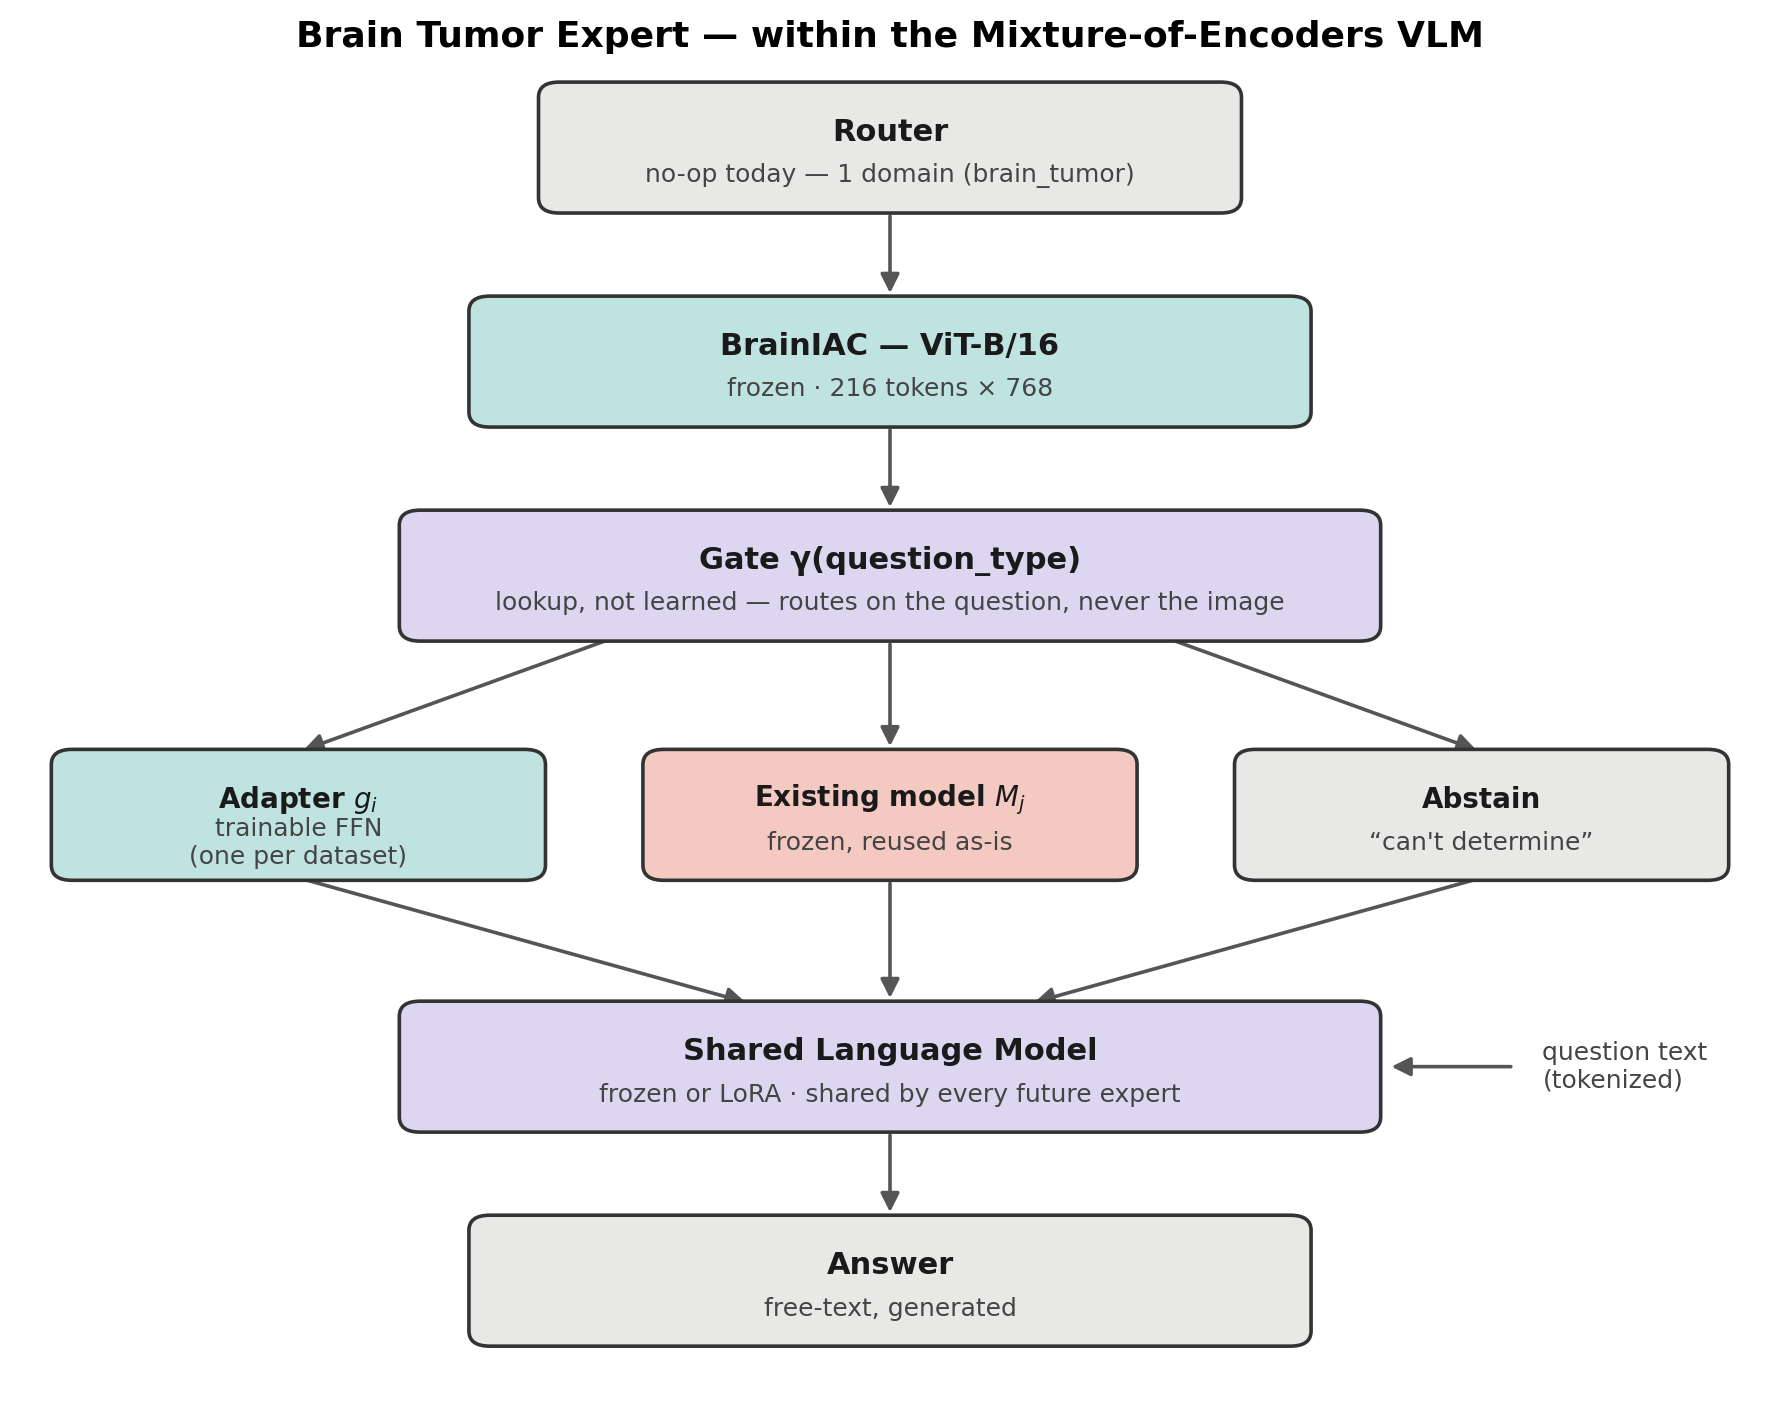 Brain Tumor Expert — within the Mixture-of-Encoders VLM
Router
no-op today — 1 domain (brain_tumor)
BrainIAC — ViT-B/16
frozen · 216 tokens × 768
Gate γ(question_type)
lookup, not learned — routes on the question, never the image
Adapter gᵢ
trainable FFN
(one per dataset)
Existing model Mⱼ
frozen, reused as-is
Abstain
“can't determine”
Shared Language Model
frozen or LoRA · shared by every future expert
question text
(tokenized)
Answer
free-text, generated